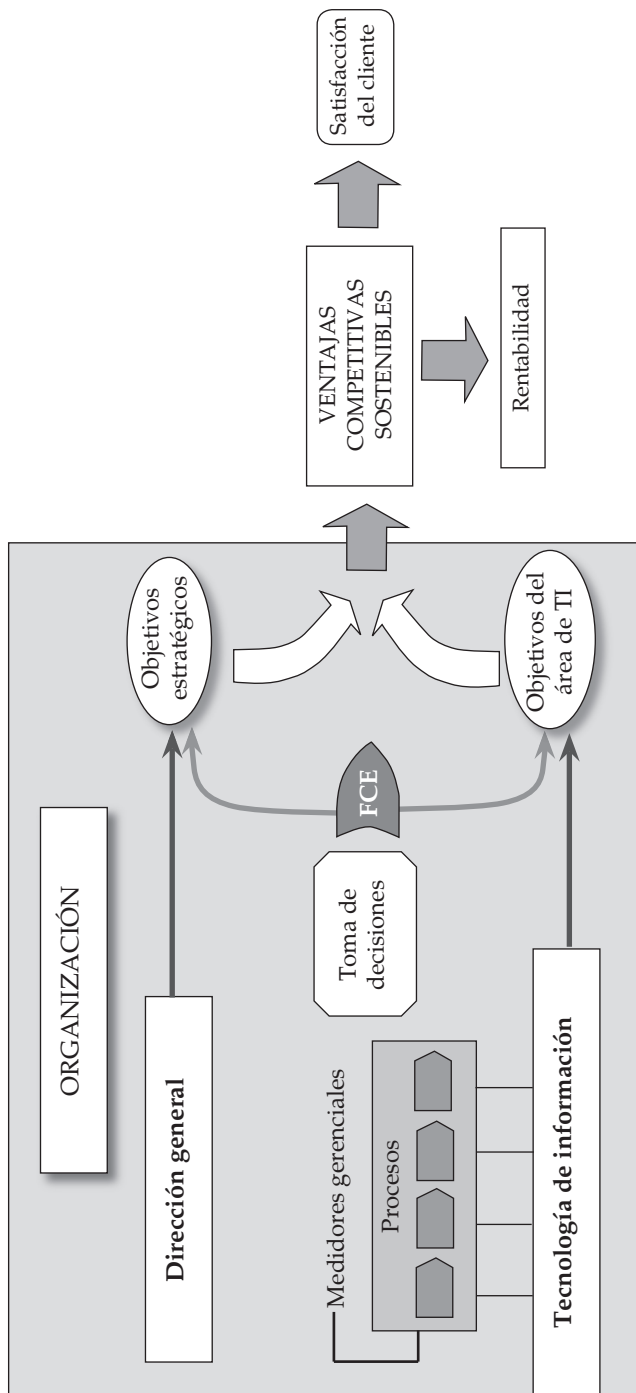 ORGANIZACIÓN
Dirección general
Objetivos
estratégicos
Medidores gerenciales
Procesos
Toma de
decisiones
FCE
VENTAJAS
COMPETITIVAS
SOSTENIBLES
Satisfacción
del cliente
Tecnología de información
Objetivos del
área de TI
Rentabilidad